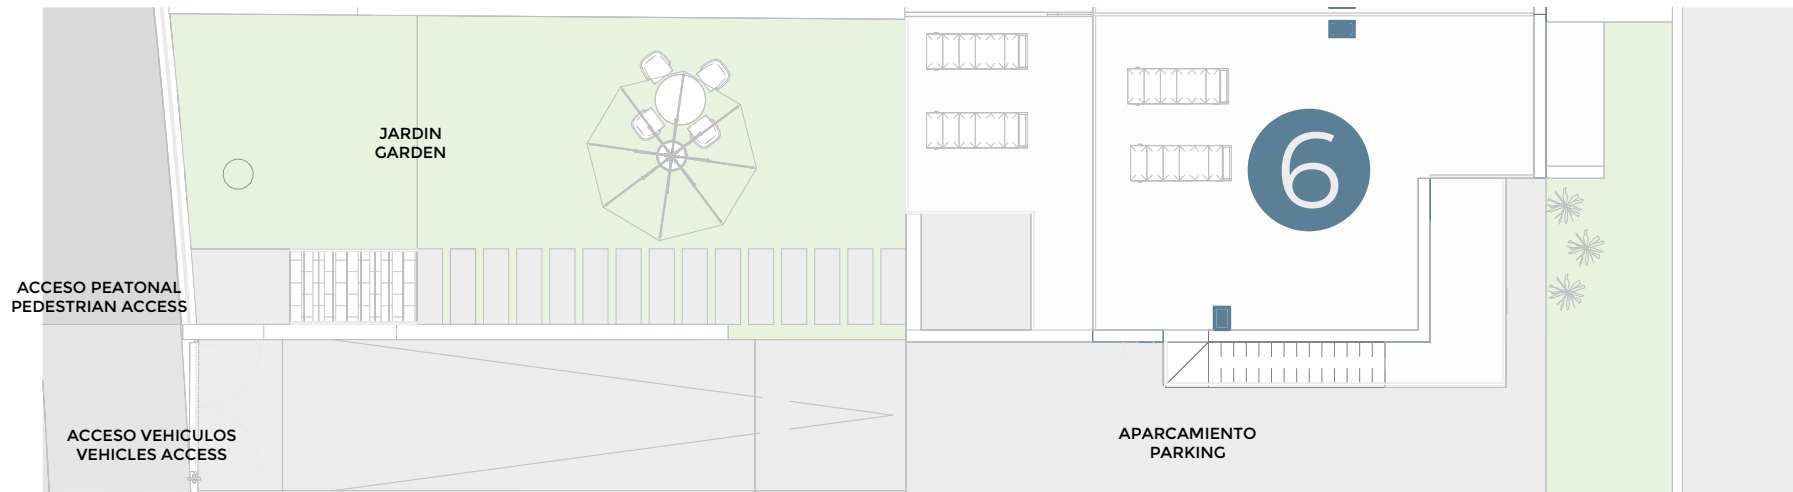 JARDIN
GARDEN
6
ACCESO PEATONAL
PEDESTRIAN ACCESS
ACCESO VEHICULOS
VEHICLES ACCESS
APARCAMIENTO
PARKING